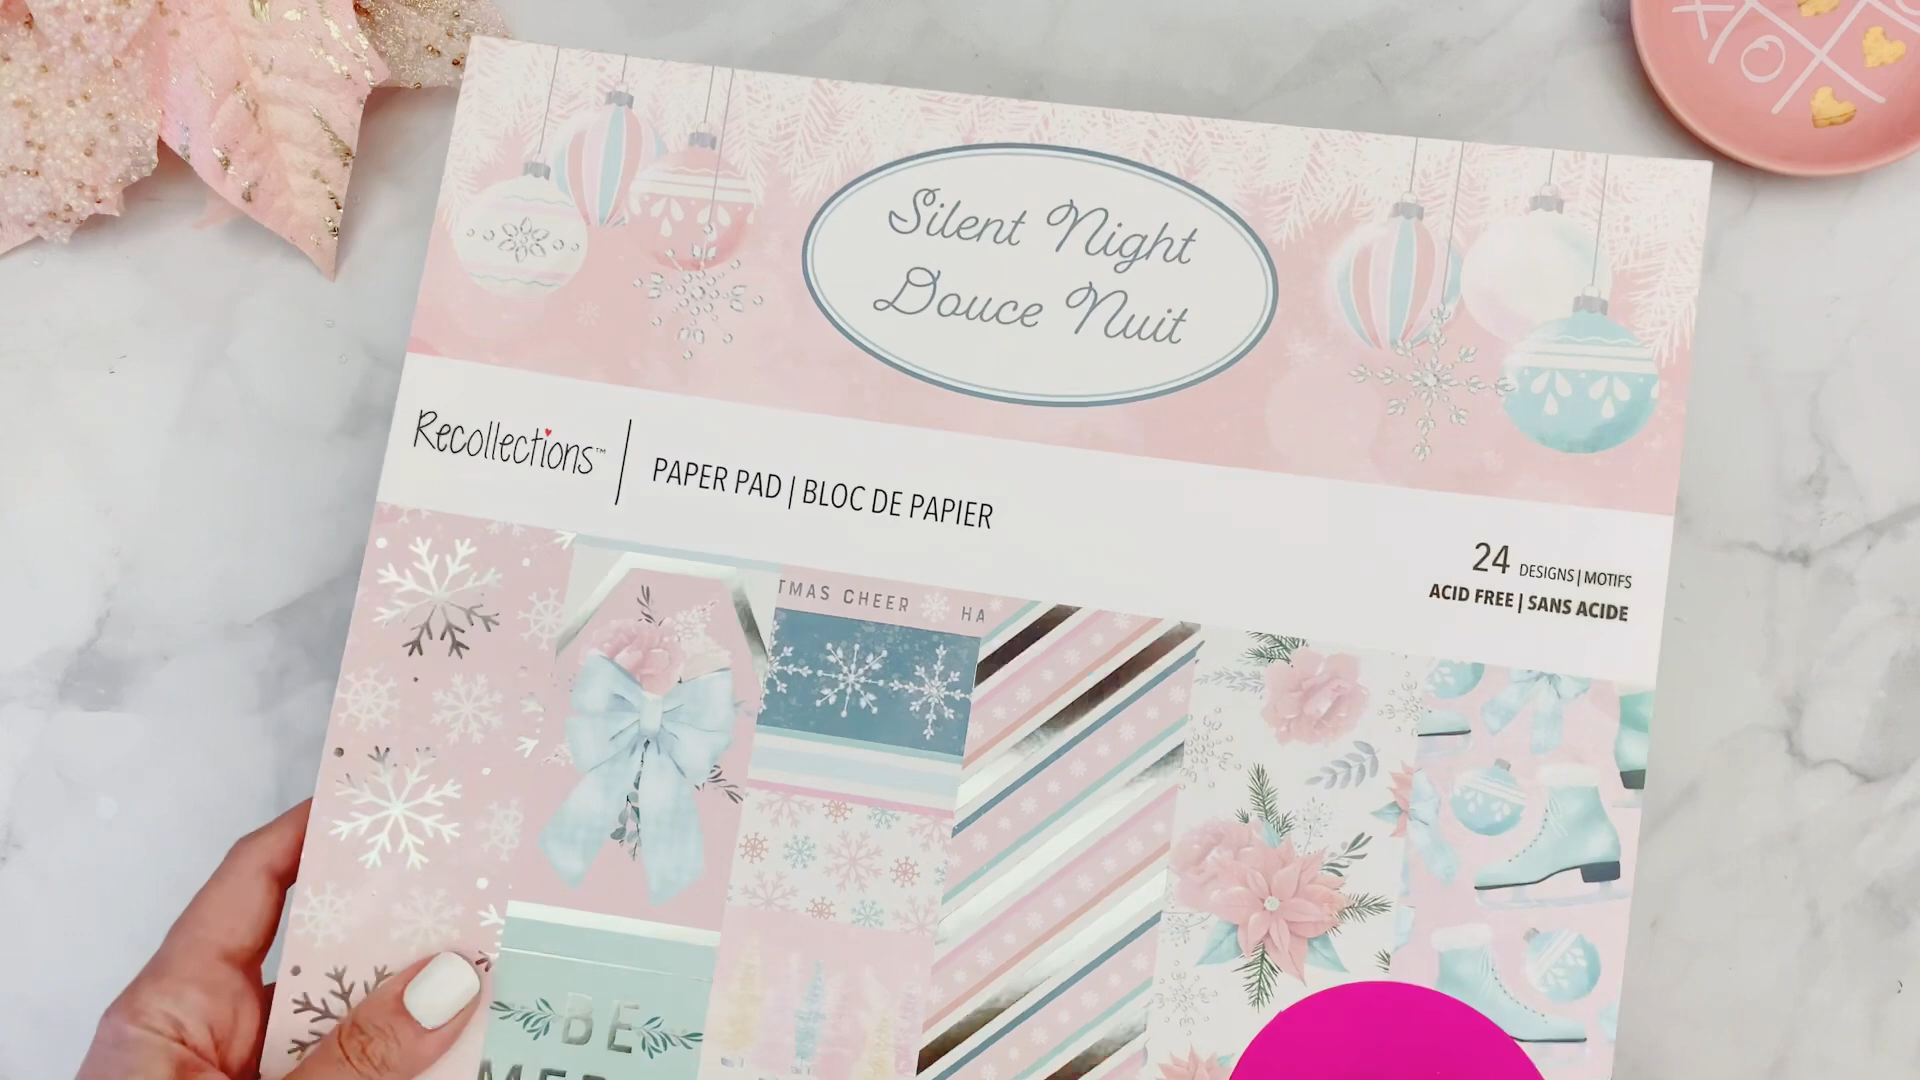 Silent Night
Douce Nuit
Recollections™
PAPER PAD | BLOC DE PAPIER
24 DESIGNS | MOTIFS
ACID FREE | SANS ACIDE
TMAS CHEER HA
BE
XO